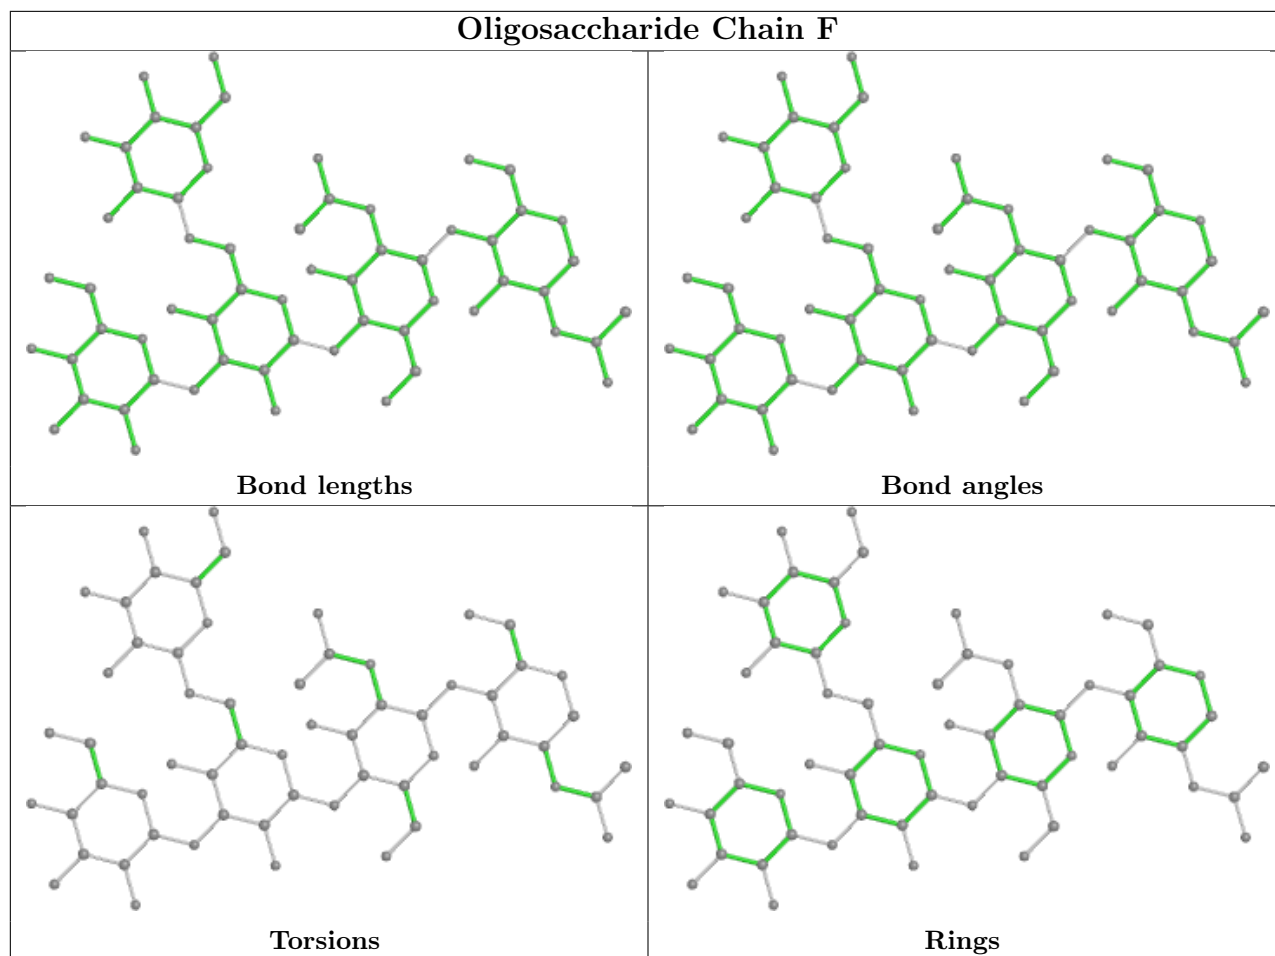 Oligosaccharide Chain F
Bond lengths
Bond angles
Torsions
Rings